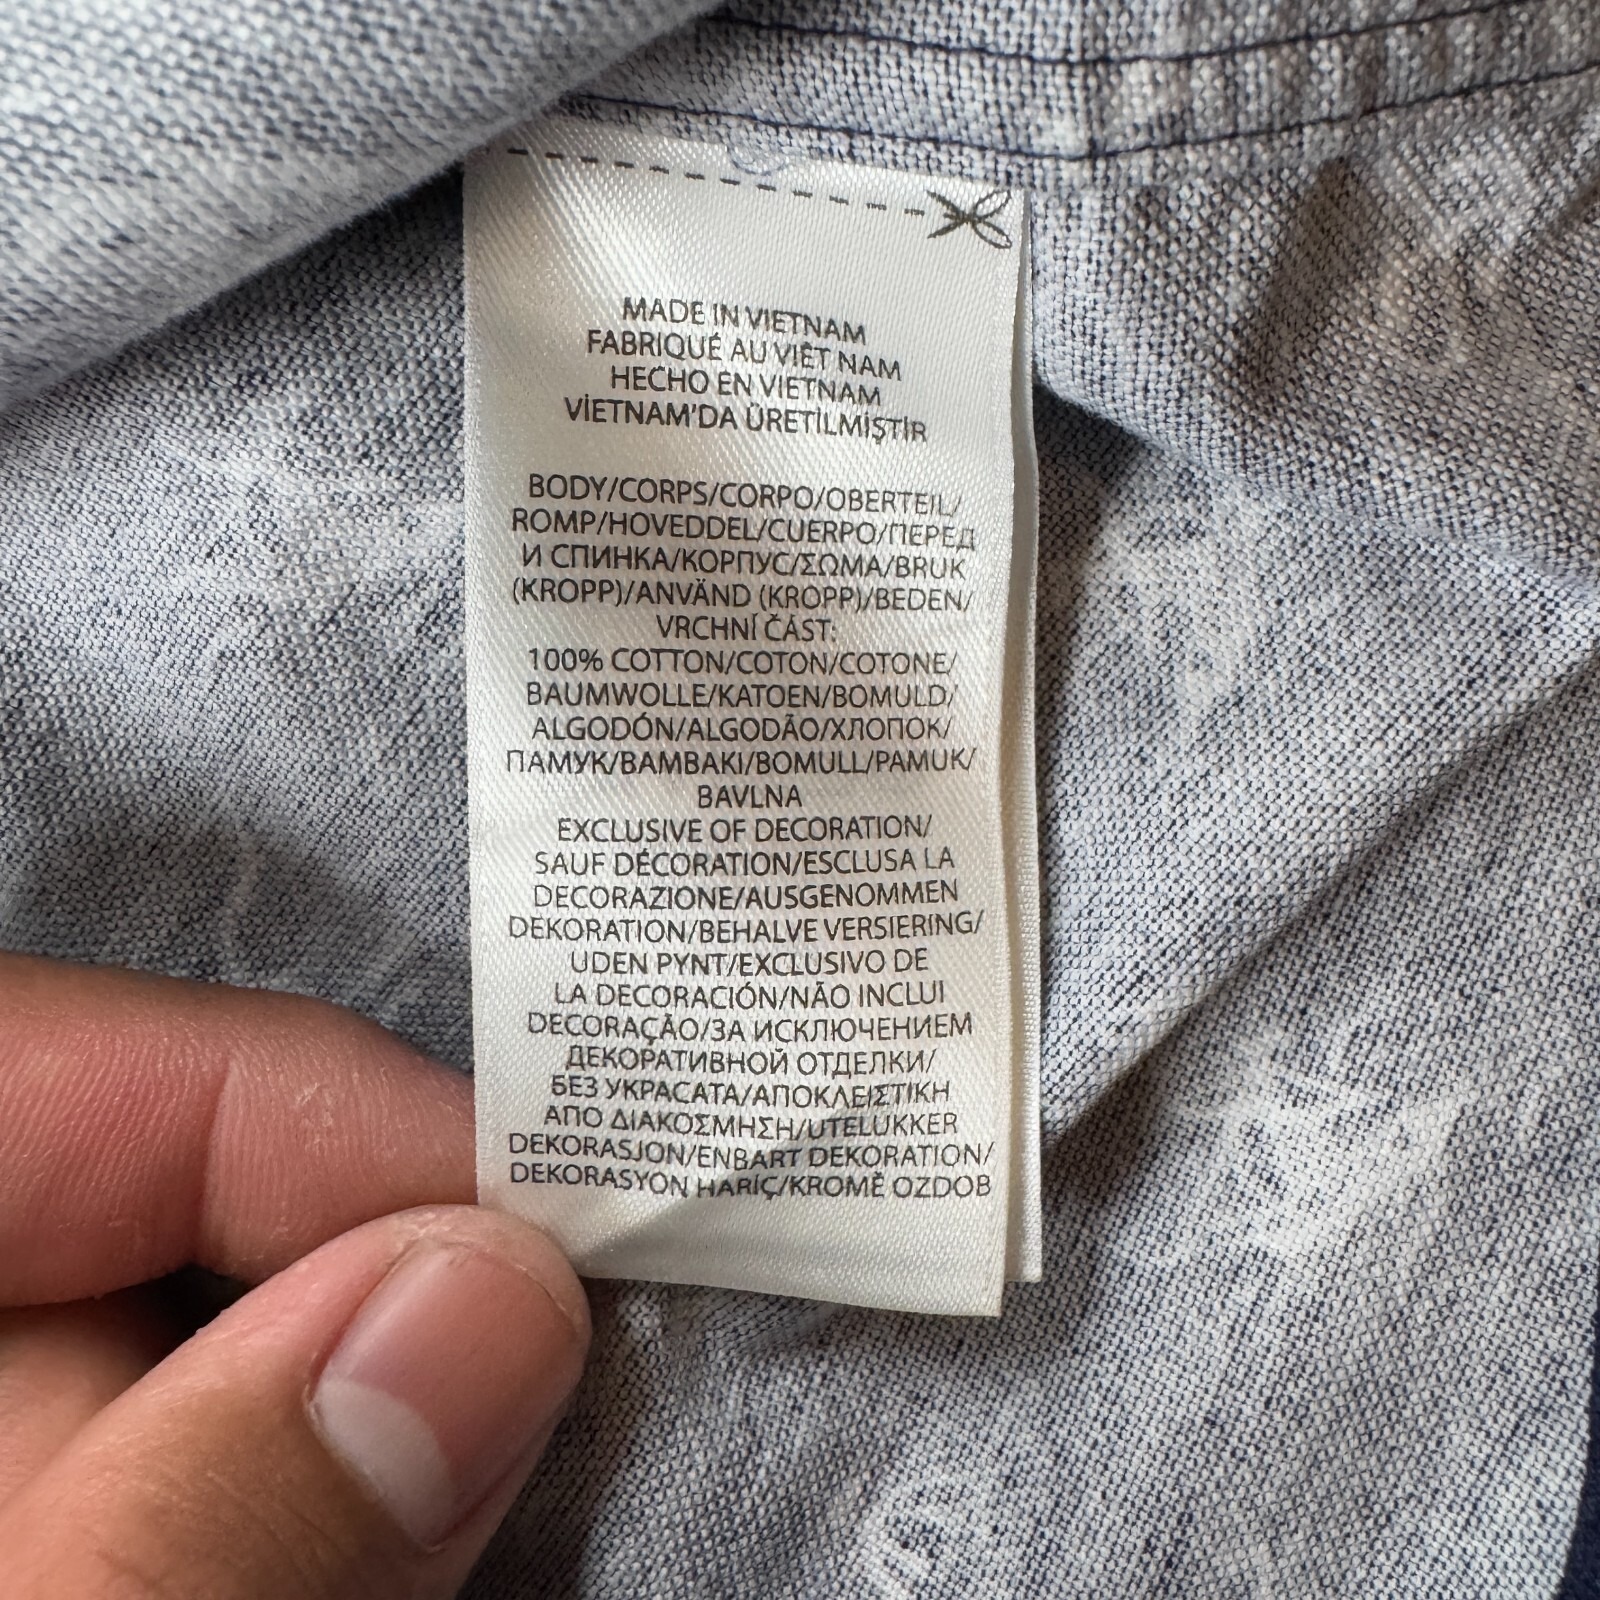 MADE IN VIETNAM
FABRIQUÉ AU VIÊT NAM
HECHO EN VIETNAM
VİETNAM'DA ÜRETİLMİŞTİR
BODY/CORPS/CORPO/OBERTEIL/
ROMP/HOVEDDEL/CUERPO/ПЕРЕД
И СПИНКА/КОРПУС/ΣΩΜΑ/BRUK
(KROPP)/ANVÄND (KROPP)/BEDEN/
VRCHNÍ ČÁST:
100% COTTON/COTON/COTONE/
BAUMWOLLE/KATOEN/BOMULD/
ALGODÓN/ALGODÃO/ХЛОПОК/
ПАМУК/BAMBAKI/BOMULL/PAMUK/
BAVLNA
EXCLUSIVE OF DECORATION/
SAUF DÉCORATION/ESCLUSA LA
DECORAZIONE/AUSGENOMMEN
DEKORATION/BEHALVE VERSIERING/
UDEN PYNT/EXCLUSIVO DE
LA DECORACIÓN/NÃO INCLUI
DECORAÇÃO/ЗА ИСКЛЮЧЕНИЕМ
ДЕКОРАТИВНОЙ ОТДЕЛКИ/
БЕЗ УКРАСАТА/ΑΠΟΚΛΕΙΣΤΙΚΗ
ΑΠΟ ΔΙΑΚΟΣΜΗΣΗ/UTELUKKER
DEKORASJON/ENBART DEKORATION/
DEKORASYON HARİÇ/KROMĚ OZDOB